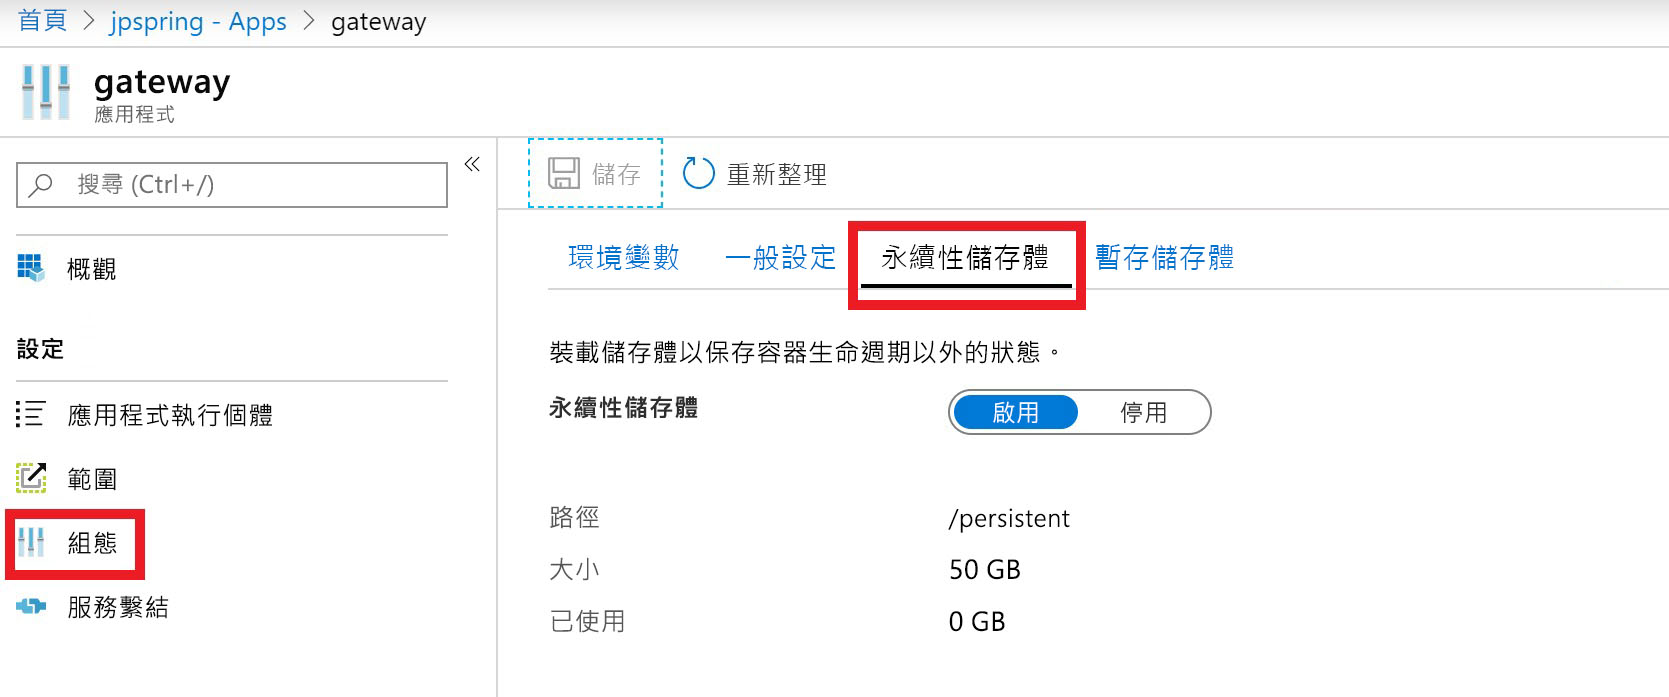 首頁 > jpspring - Apps > gateway
gateway
應用程式
搜尋 (Ctrl+/)
«
概觀
設定
應用程式執行個體
範圍
組態
服務繫結
儲存 重新整理
環境變數 一般設定 永續性儲存體 暫存儲存體
裝載儲存體以保存容器生命週期以外的狀態。
永續性儲存體 啟用 停用
路徑 /persistent
大小 50 GB
已使用 0 GB